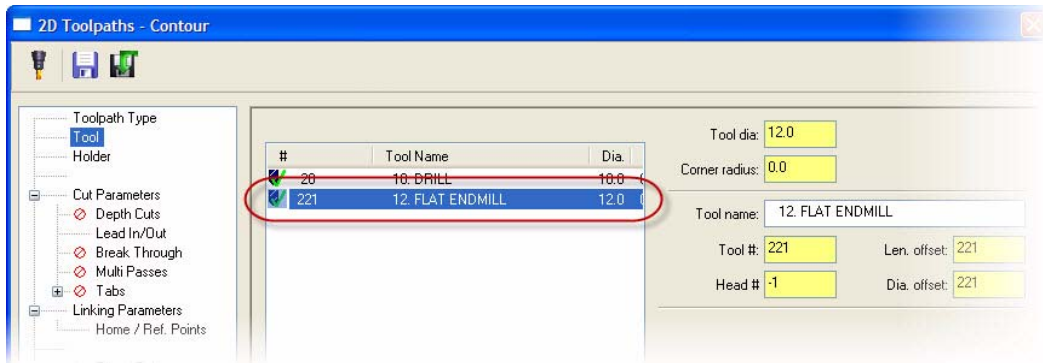 2D Toolpaths - Contour
Toolpath Type
Tool
Holder
Cut Parameters
Depth Cuts
Lead In/Out
Break Through
Multi Passes
Tabs
Linking Parameters
Home / Ref. Points
# Tool Name Dia.
20 10. DRILL 10.0
221 12. FLAT ENDMILL 12.0
Tool dia: 12.0
Corner radius: 0.0
Tool name: 12. FLAT ENDMILL
Tool #: 221 Len. offset: 221
Head # -1 Dia. offset: 221